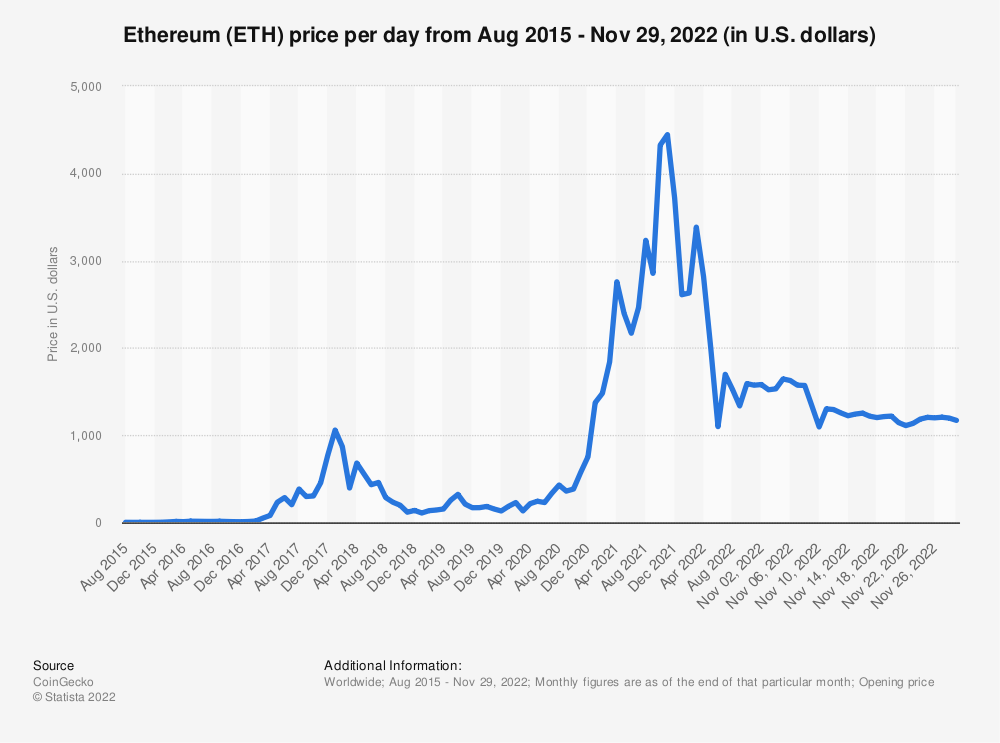 Ethereum (ETH) price per day from Aug 2015 - Nov 29, 2022 (in U.S. dollars)
5,000
4,000
3,000
2,000
1,000
0
Price in U.S. dollars
Aug 2015
Dec 2015
Apr 2016
Aug 2016
Dec 2016
Apr 2017
Aug 2017
Dec 2017
Apr 2018
Aug 2018
Dec 2018
Apr 2019
Aug 2019
Dec 2019
Apr 2020
Aug 2020
Dec 2020
Apr 2021
Aug 2021
Dec 2021
Apr 2022
Aug 2022
Nov 02, 2022
Nov 06, 2022
Nov 10, 2022
Nov 14, 2022
Nov 18, 2022
Nov 22, 2022
Nov 26, 2022
Source
CoinGecko
© Statista 2022
Additional Information:
Worldwide; Aug 2015 - Nov 29, 2022; Monthly figures are as of the end of that particular month; Opening price